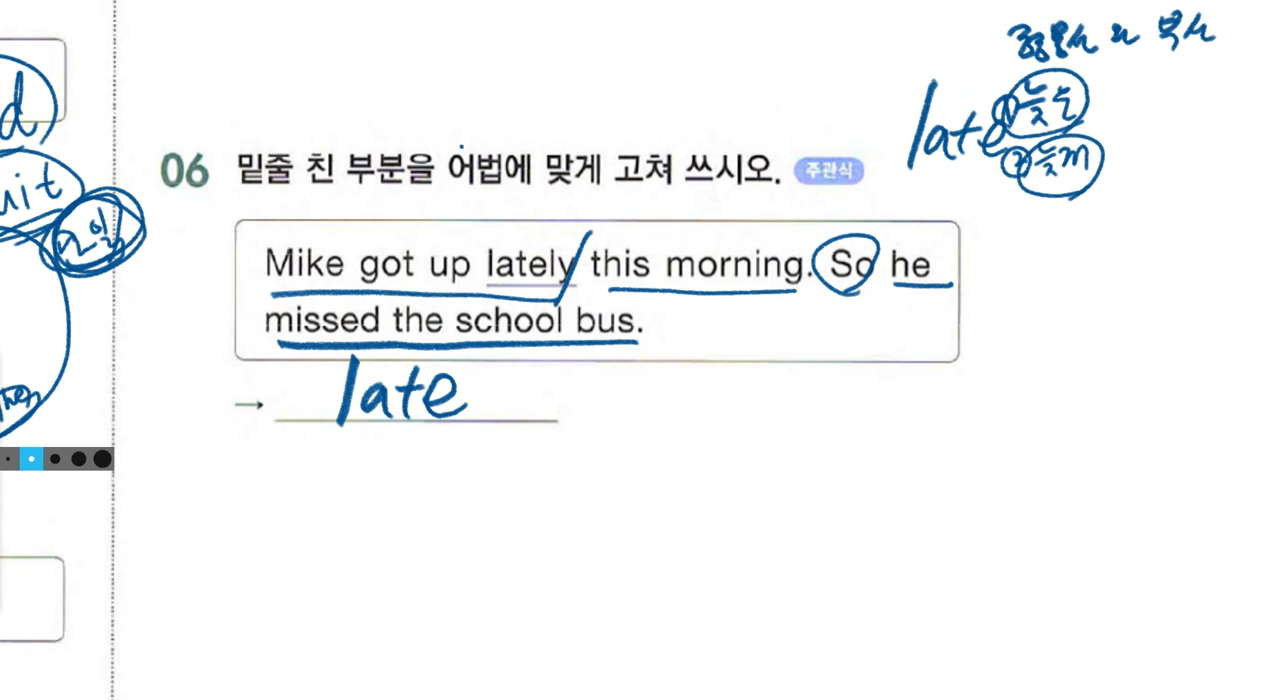 형용사 와 부사
late ① 늦은
② 늦게
06 밑줄 친 부분을 어법에 맞게 고쳐 쓰시오. 주관식
Mike got up lately this morning. So he
missed the school bus.
→ late
d
uit